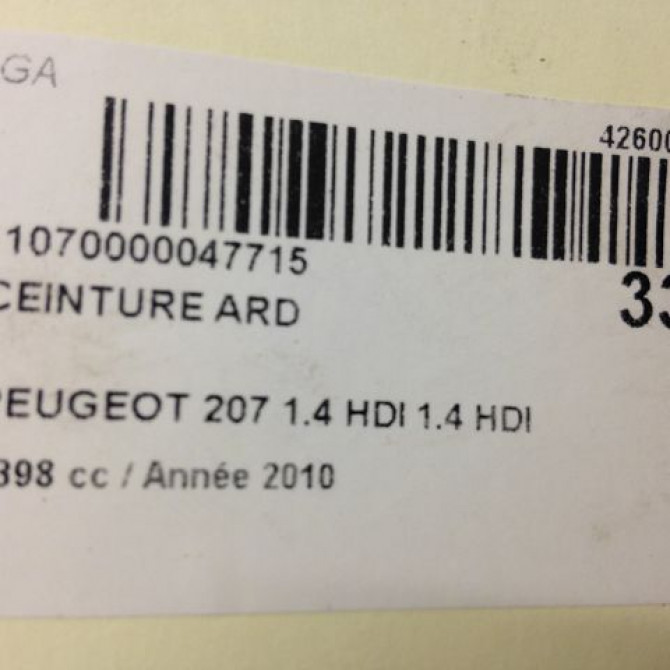 GA
42600
1070000047715
33
CEINTURE ARD
PEUGEOT 207 1.4 HDI 1.4 HDI
398 cc / Année 2010